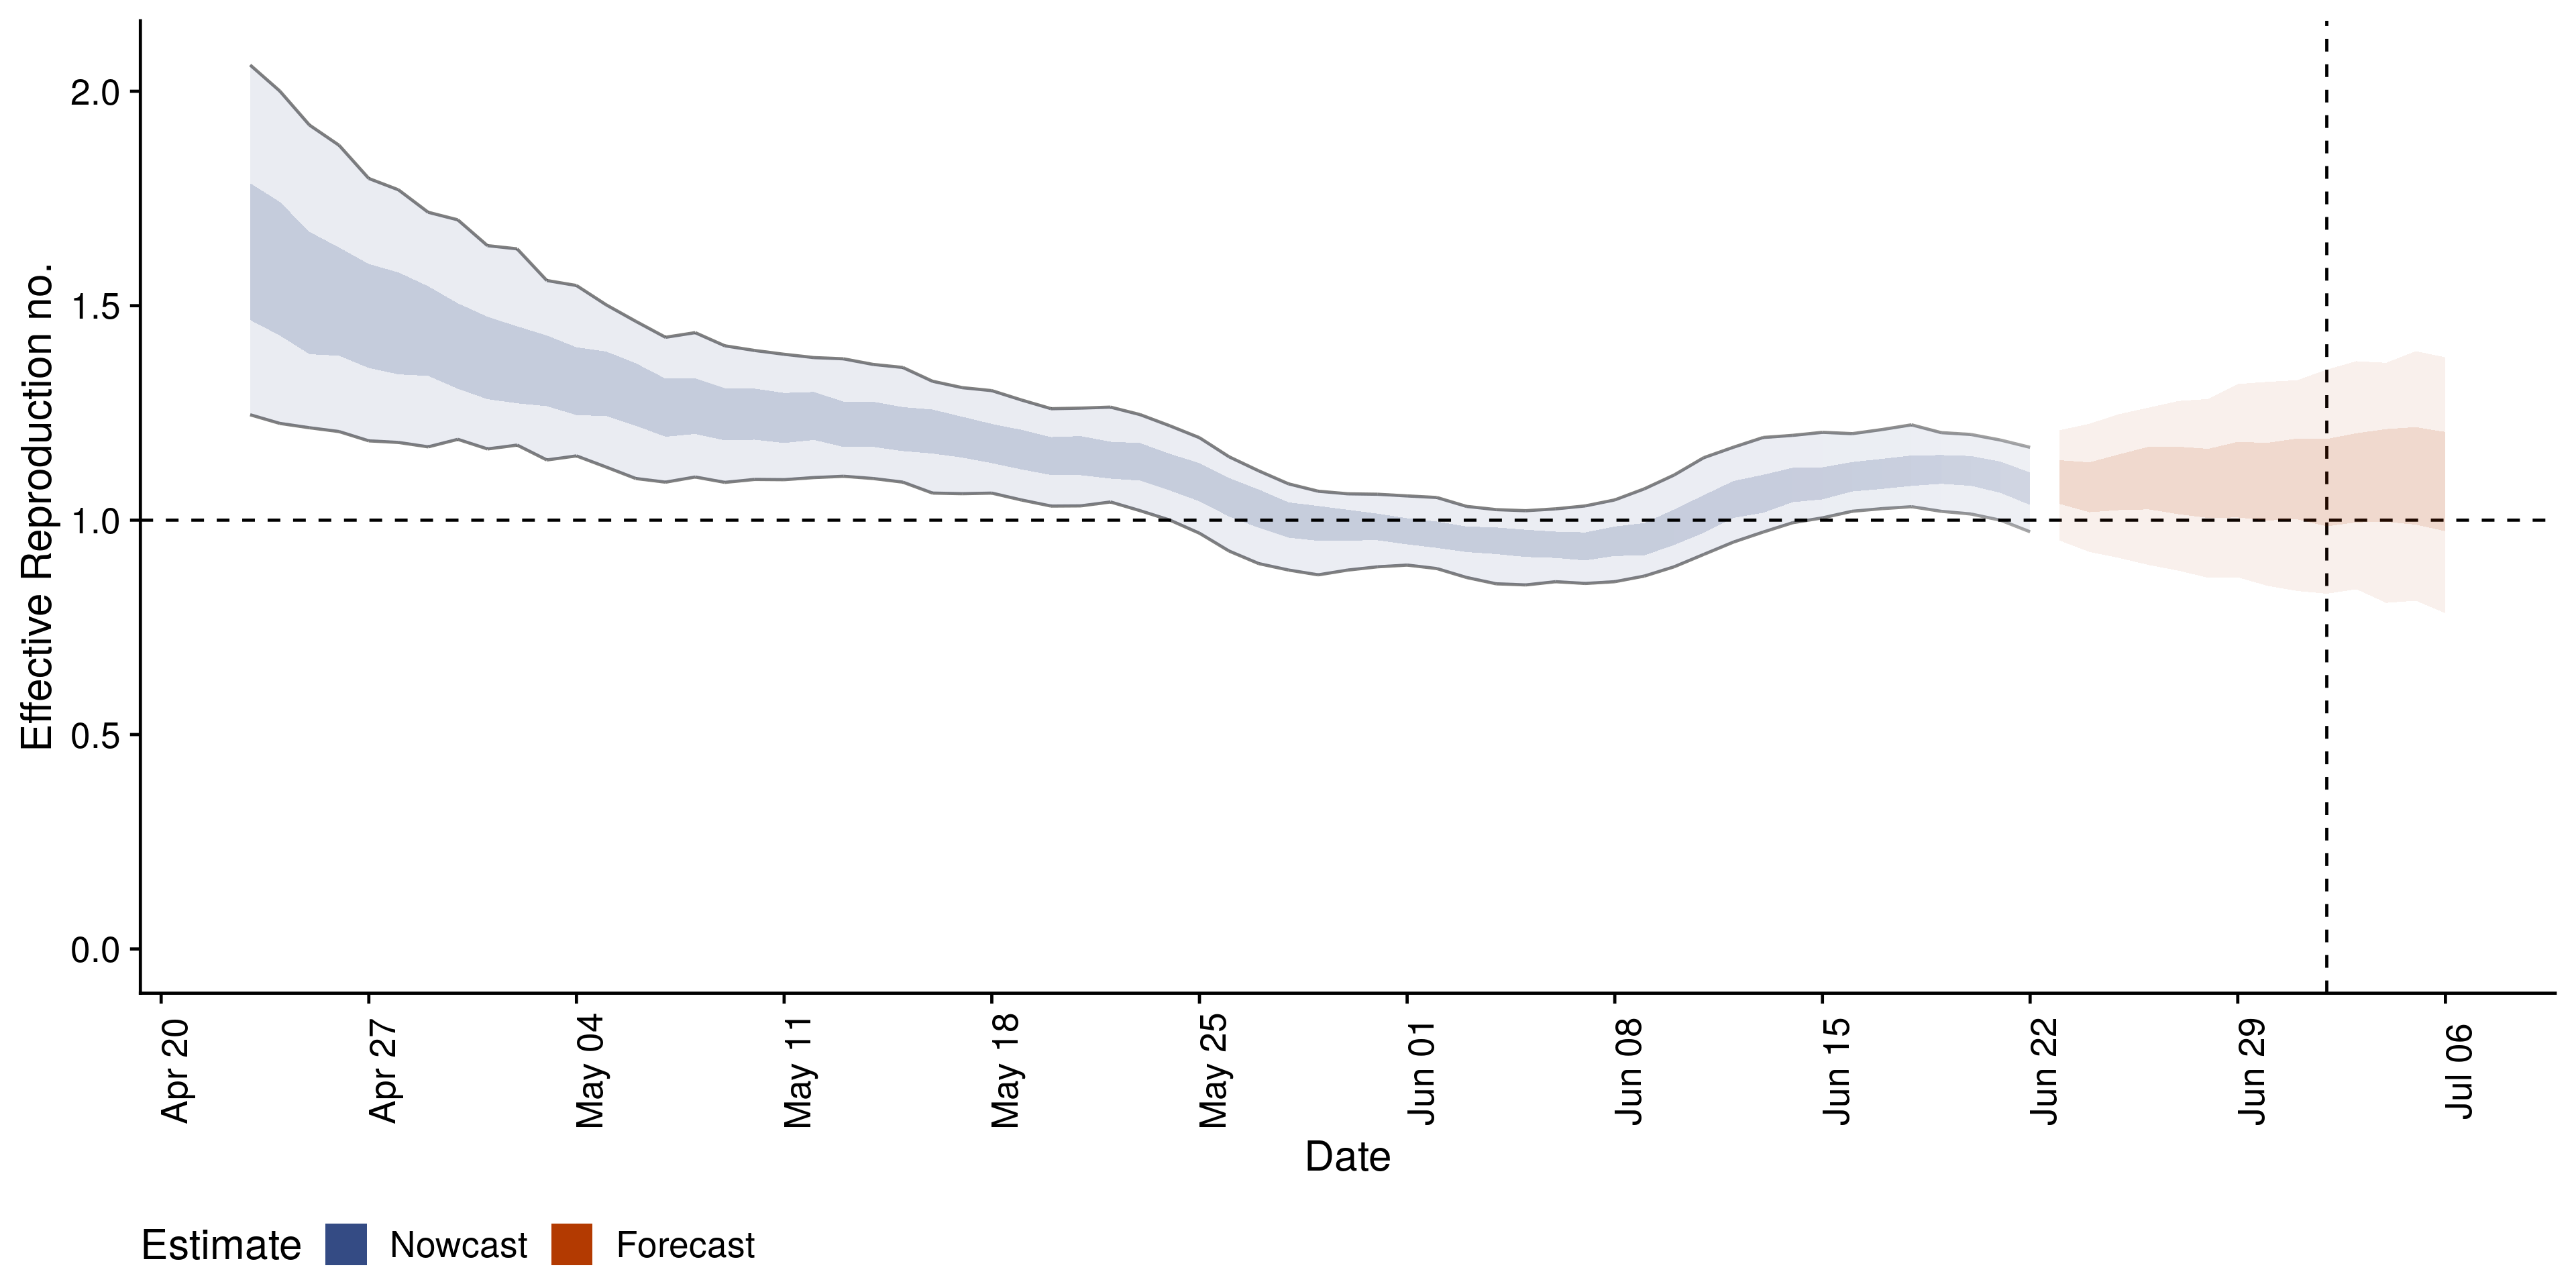 Effective Reproduction no.
2.0
1.5
1.0
0.5
0.0
Apr 20
Apr 27
May 04
May 11
May 18
May 25
Jun 01
Jun 08
Jun 15
Jun 22
Jun 29
Jul 06
Date
Estimate Nowcast Forecast